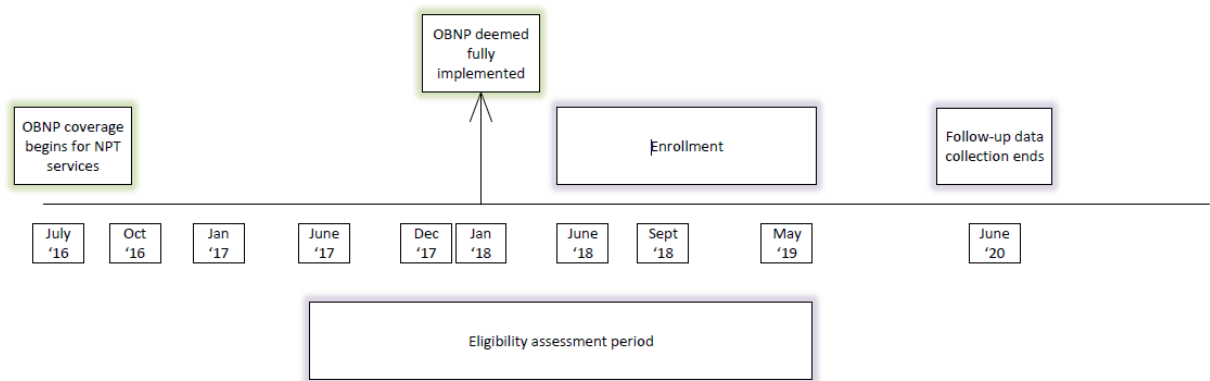 OBNP deemed
fully
implemented
OBNP coverage
begins for NPT
services
Enrollment
Follow-up data
collection ends
July
‘16
Oct
‘16
Jan
‘17
June
‘17
Dec
‘17
Jan
‘18
June
‘18
Sept
‘18
May
‘19
June
‘20
Eligibility assessment period